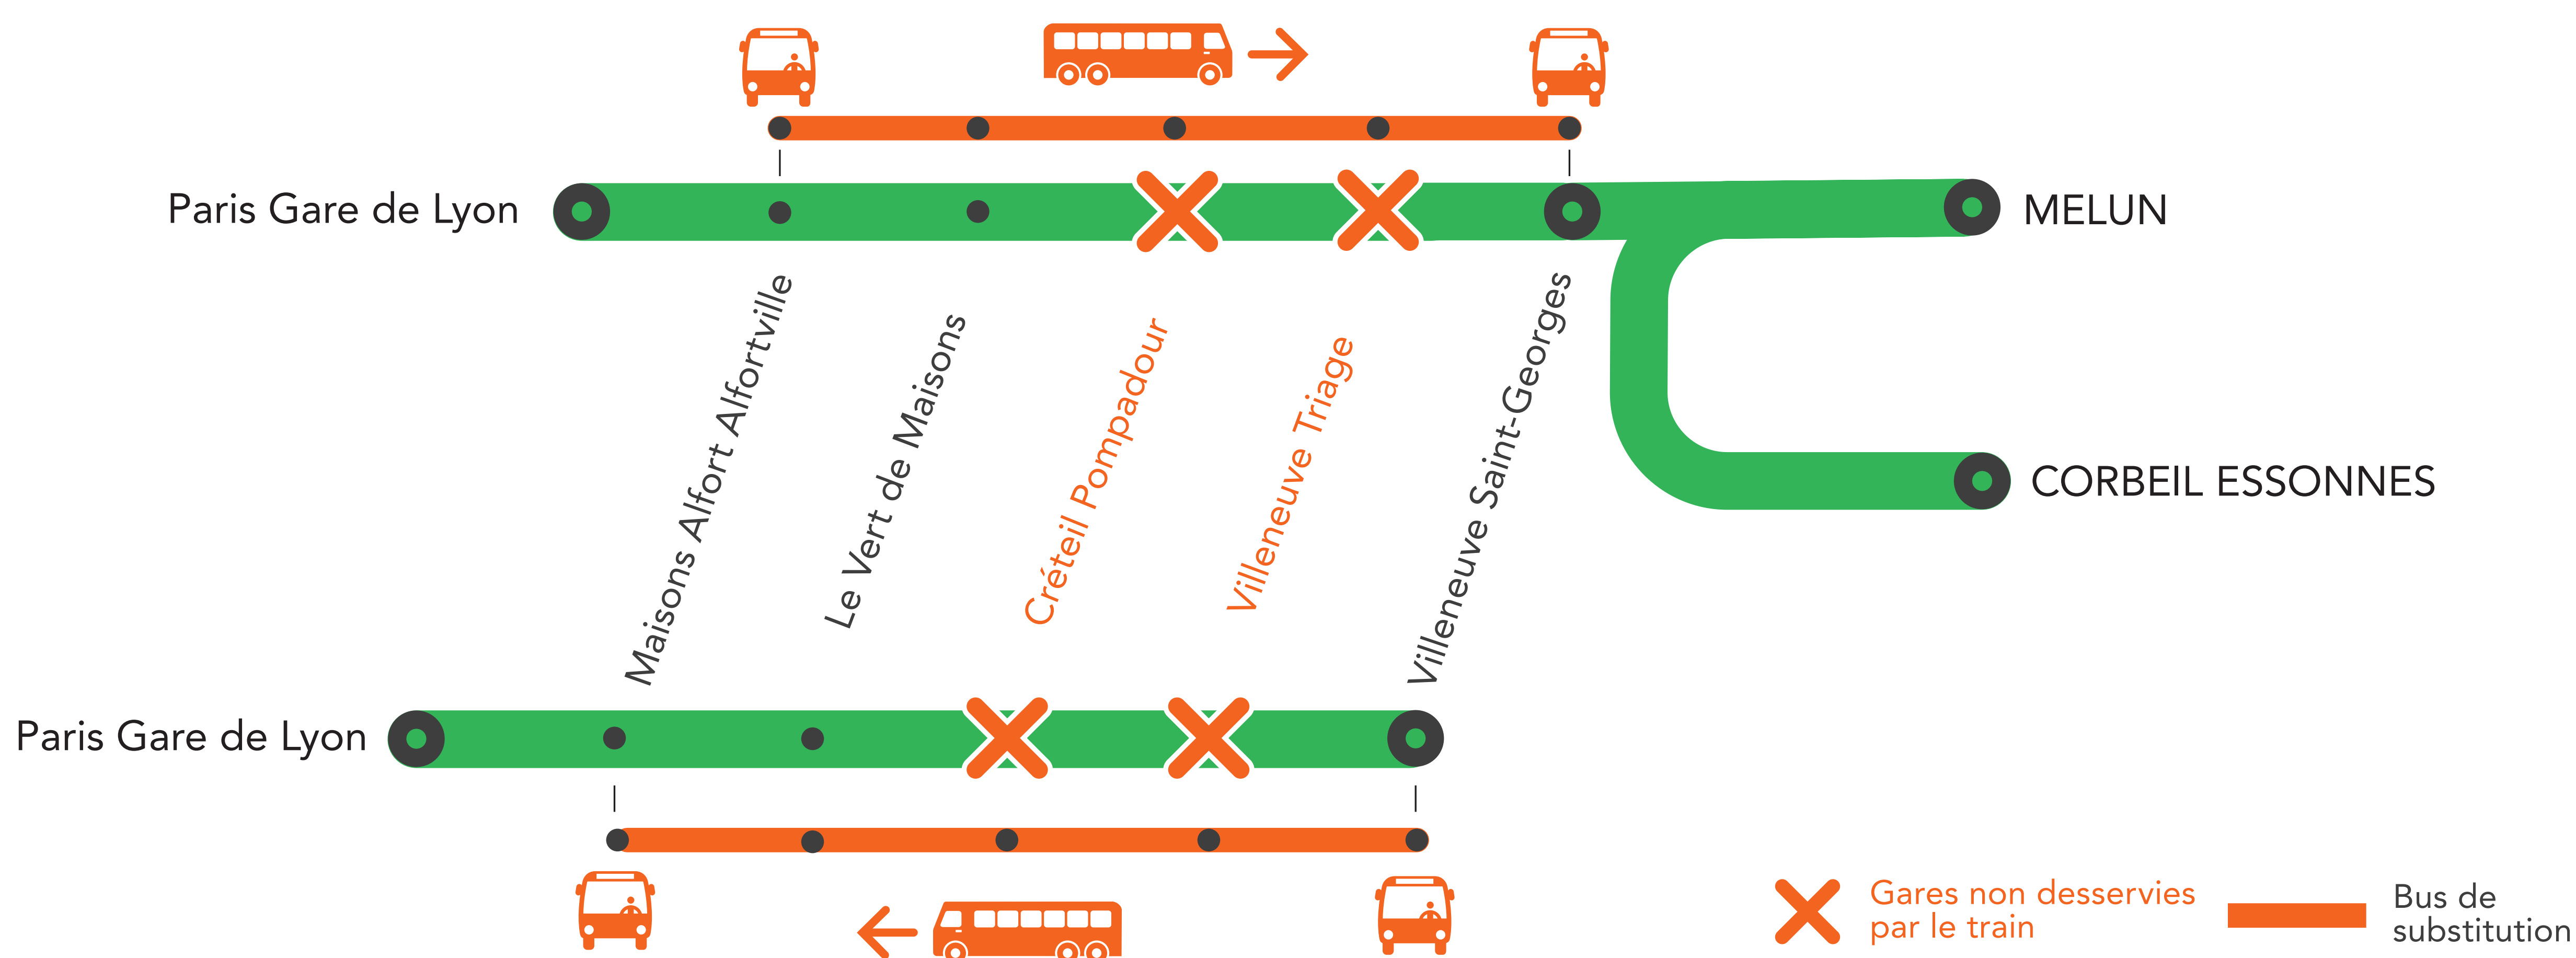 Paris Gare de Lyon
MELUN
Maisons Alfort Alfortville
Le Vert de Maisons
Créteil Pompadour
Villeneuve Triage
Villeneuve Saint-Georges
CORBEIL ESSONNES
Paris Gare de Lyon
Gares non desservies
par le train
Bus de
substitution